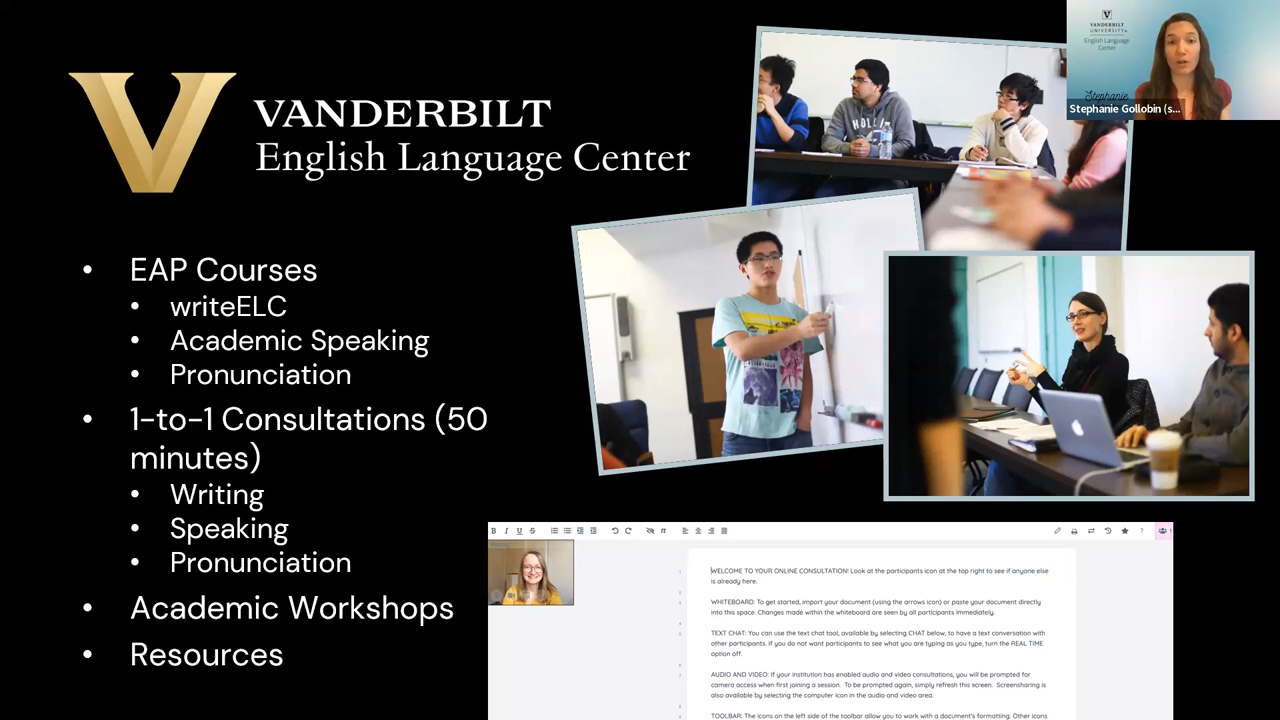 VANDERBILT
English Language Center
• EAP Courses
• writeELC
• Academic Speaking
• Pronunciation
• 1-to-1 Consultations (50
minutes)
• Writing
• Speaking
• Pronunciation
• Academic Workshops
• Resources
VANDERBILT
UNIVERSITY
English Language
Center
Stephanie
Stephanie Gollobin (s...
WELCOME TO YOUR ONLINE CONSULTATION! Look at the participants icon at the top right to see if anyone else
is already here.
WHITEBOARD: To get started, import your document (using the arrows icon) or paste your document directly
into this space. Changes made within the whiteboard are seen by all participants immediately.
TEXT CHAT: You can use the text chat tool, available by selecting CHAT below, to have a text conversation with
other participants. If you do not want participants to see what you are typing as you type, turn the REAL TIME
option off.
AUDIO AND VIDEO: If your institution has enabled audio and video consultations, you will be prompted for
camera access when first joining a session. To be prompted again, simply refresh this screen. Screensharing is
also available by selecting the computer icon in the audio and video area.
TOOLBAR: The icons on the left side of the toolbar allow you to work with a document's formatting. Other icons